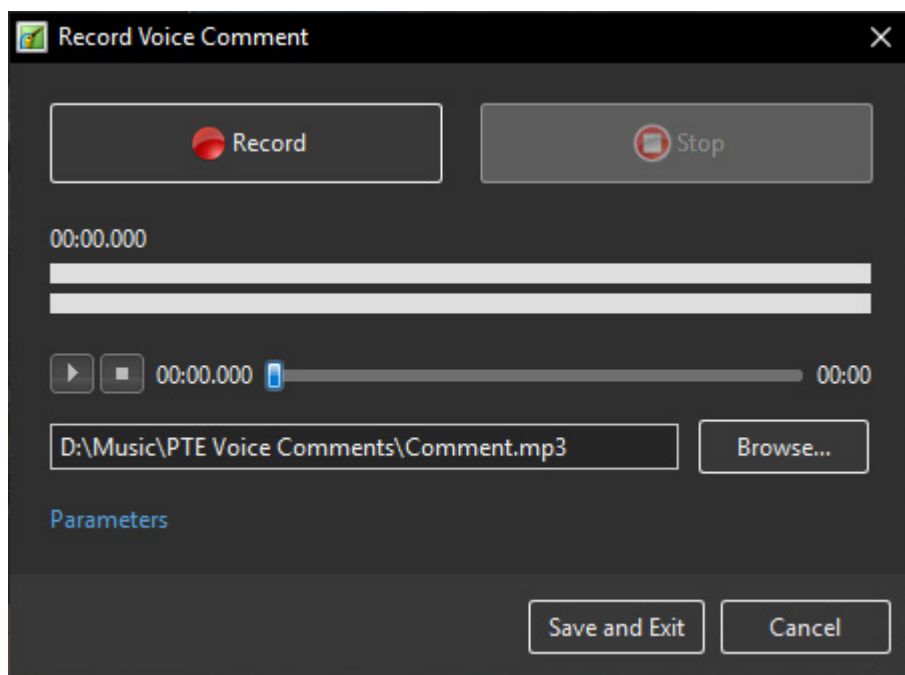 Record Voice Comment
Record
Stop
00:00.000
00:00.000
00:00
D:\Music\PTE Voice Comments\Comment.mp3
Browse...
Parameters
Save and Exit
Cancel